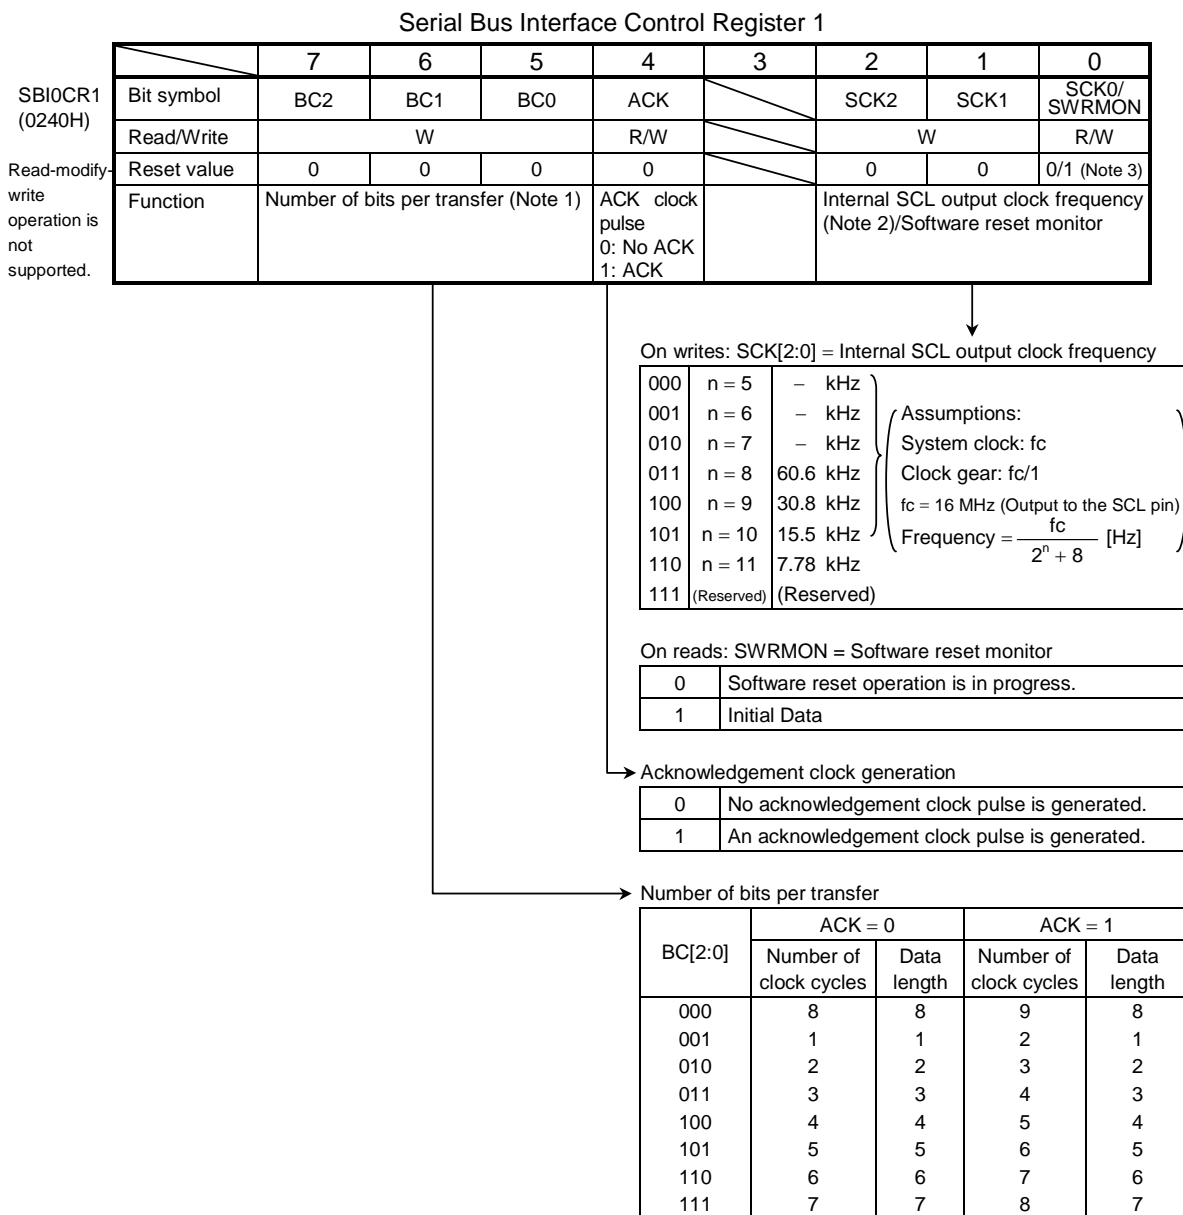 Serial Bus Interface Control Register 1
7 6 5 4 3 2 1 0
SBI0CR1
(0240H)
Bit symbol BC2 BC1 BC0 ACK SCK2 SCK1 SCK0/
SWRMON
Read/Write W R/W W R/W
Read-modify-
write
operation is
not
supported.
Reset value 0 0 0 0 0 0 0/1 (Note 3)
Function Number of bits per transfer (Note 1) ACK clock
pulse
0: No ACK
1: ACK
Internal SCL output clock frequency
(Note 2)/Software reset monitor
On writes: SCK[2:0] = Internal SCL output clock frequency
000 n = 5 – kHz
001 n = 6 – kHz
010 n = 7 – kHz
011 n = 8 60.6 kHz
100 n = 9 30.8 kHz
101 n = 10 15.5 kHz
110 n = 11 7.78 kHz
111 (Reserved) (Reserved)
Assumptions:
System clock: fc
Clock gear: fc/1
fc = 16 MHz (Output to the SCL pin)
Frequency = fc / 2^n + 8 [Hz]
On reads: SWRMON = Software reset monitor
0 Software reset operation is in progress.
1 Initial Data
Acknowledgement clock generation
0 No acknowledgement clock pulse is generated.
1 An acknowledgement clock pulse is generated.
Number of bits per transfer
BC[2:0] ACK = 0 ACK = 1
Number of
clock cycles
Data
length
Number of
clock cycles
Data
length
000 8 8 9 8
001 1 1 2 1
010 2 2 3 2
011 3 3 4 3
100 4 4 5 4
101 5 5 6 5
110 6 6 7 6
111 7 7 8 7